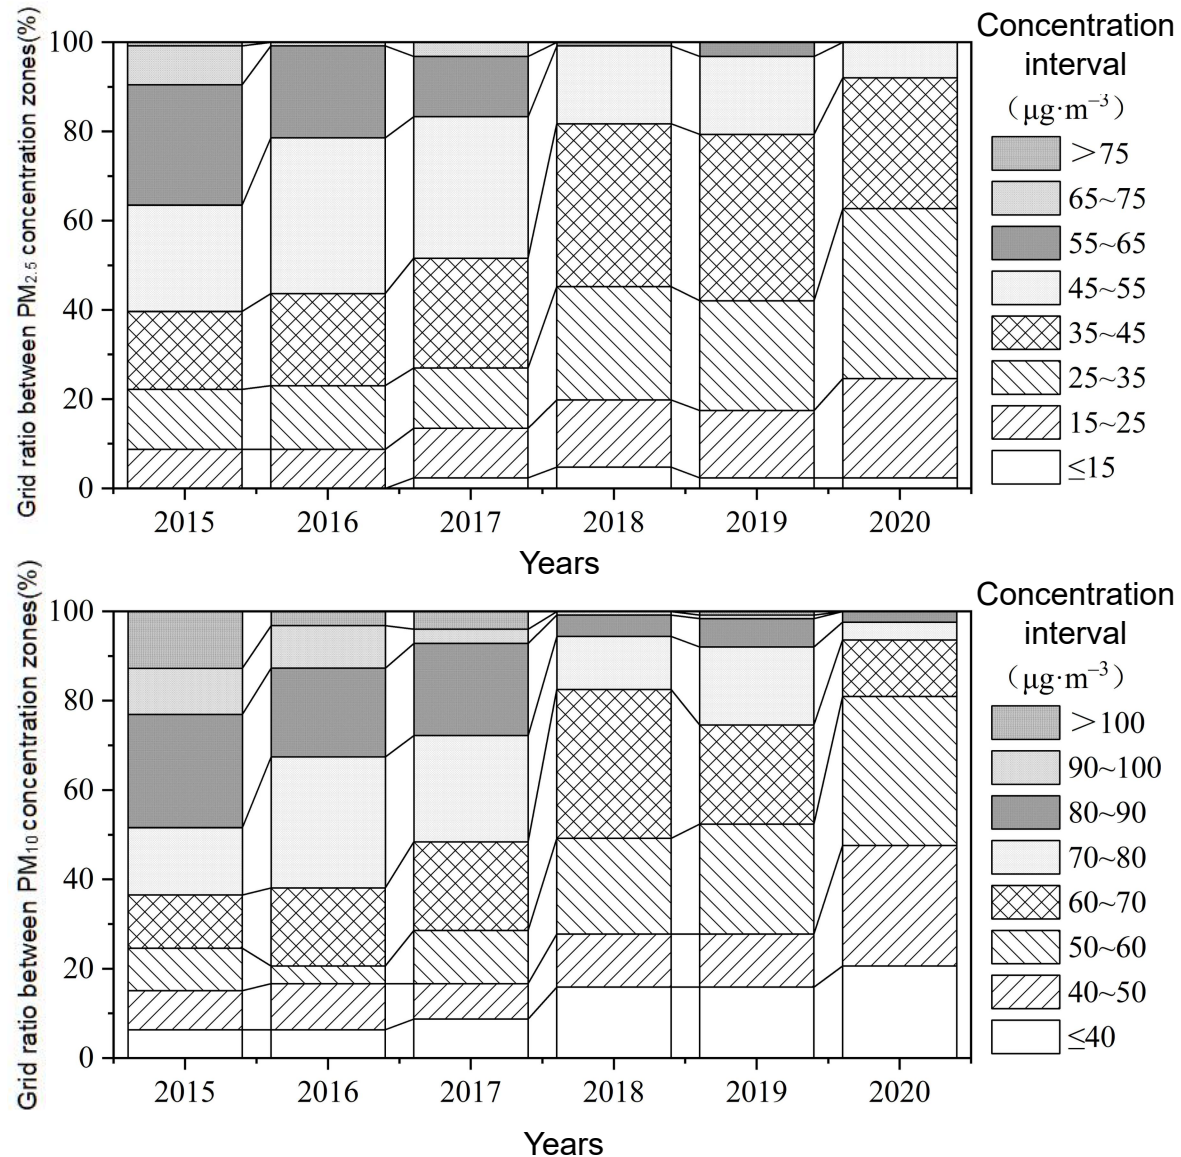 Grid ratio between PM2.5 concentration zones(%)
100
80
60
40
20
0
2015 2016 2017 2018 2019 2020
Years
Concentration
interval
(μg·m−3)
>75
65~75
55~65
45~55
35~45
25~35
15~25
≤15
Grid ratio between PM10 concentration zones(%)
100
80
60
40
20
0
2015 2016 2017 2018 2019 2020
Years
Concentration
interval
(μg·m−3)
>100
90~100
80~90
70~80
60~70
50~60
40~50
≤40